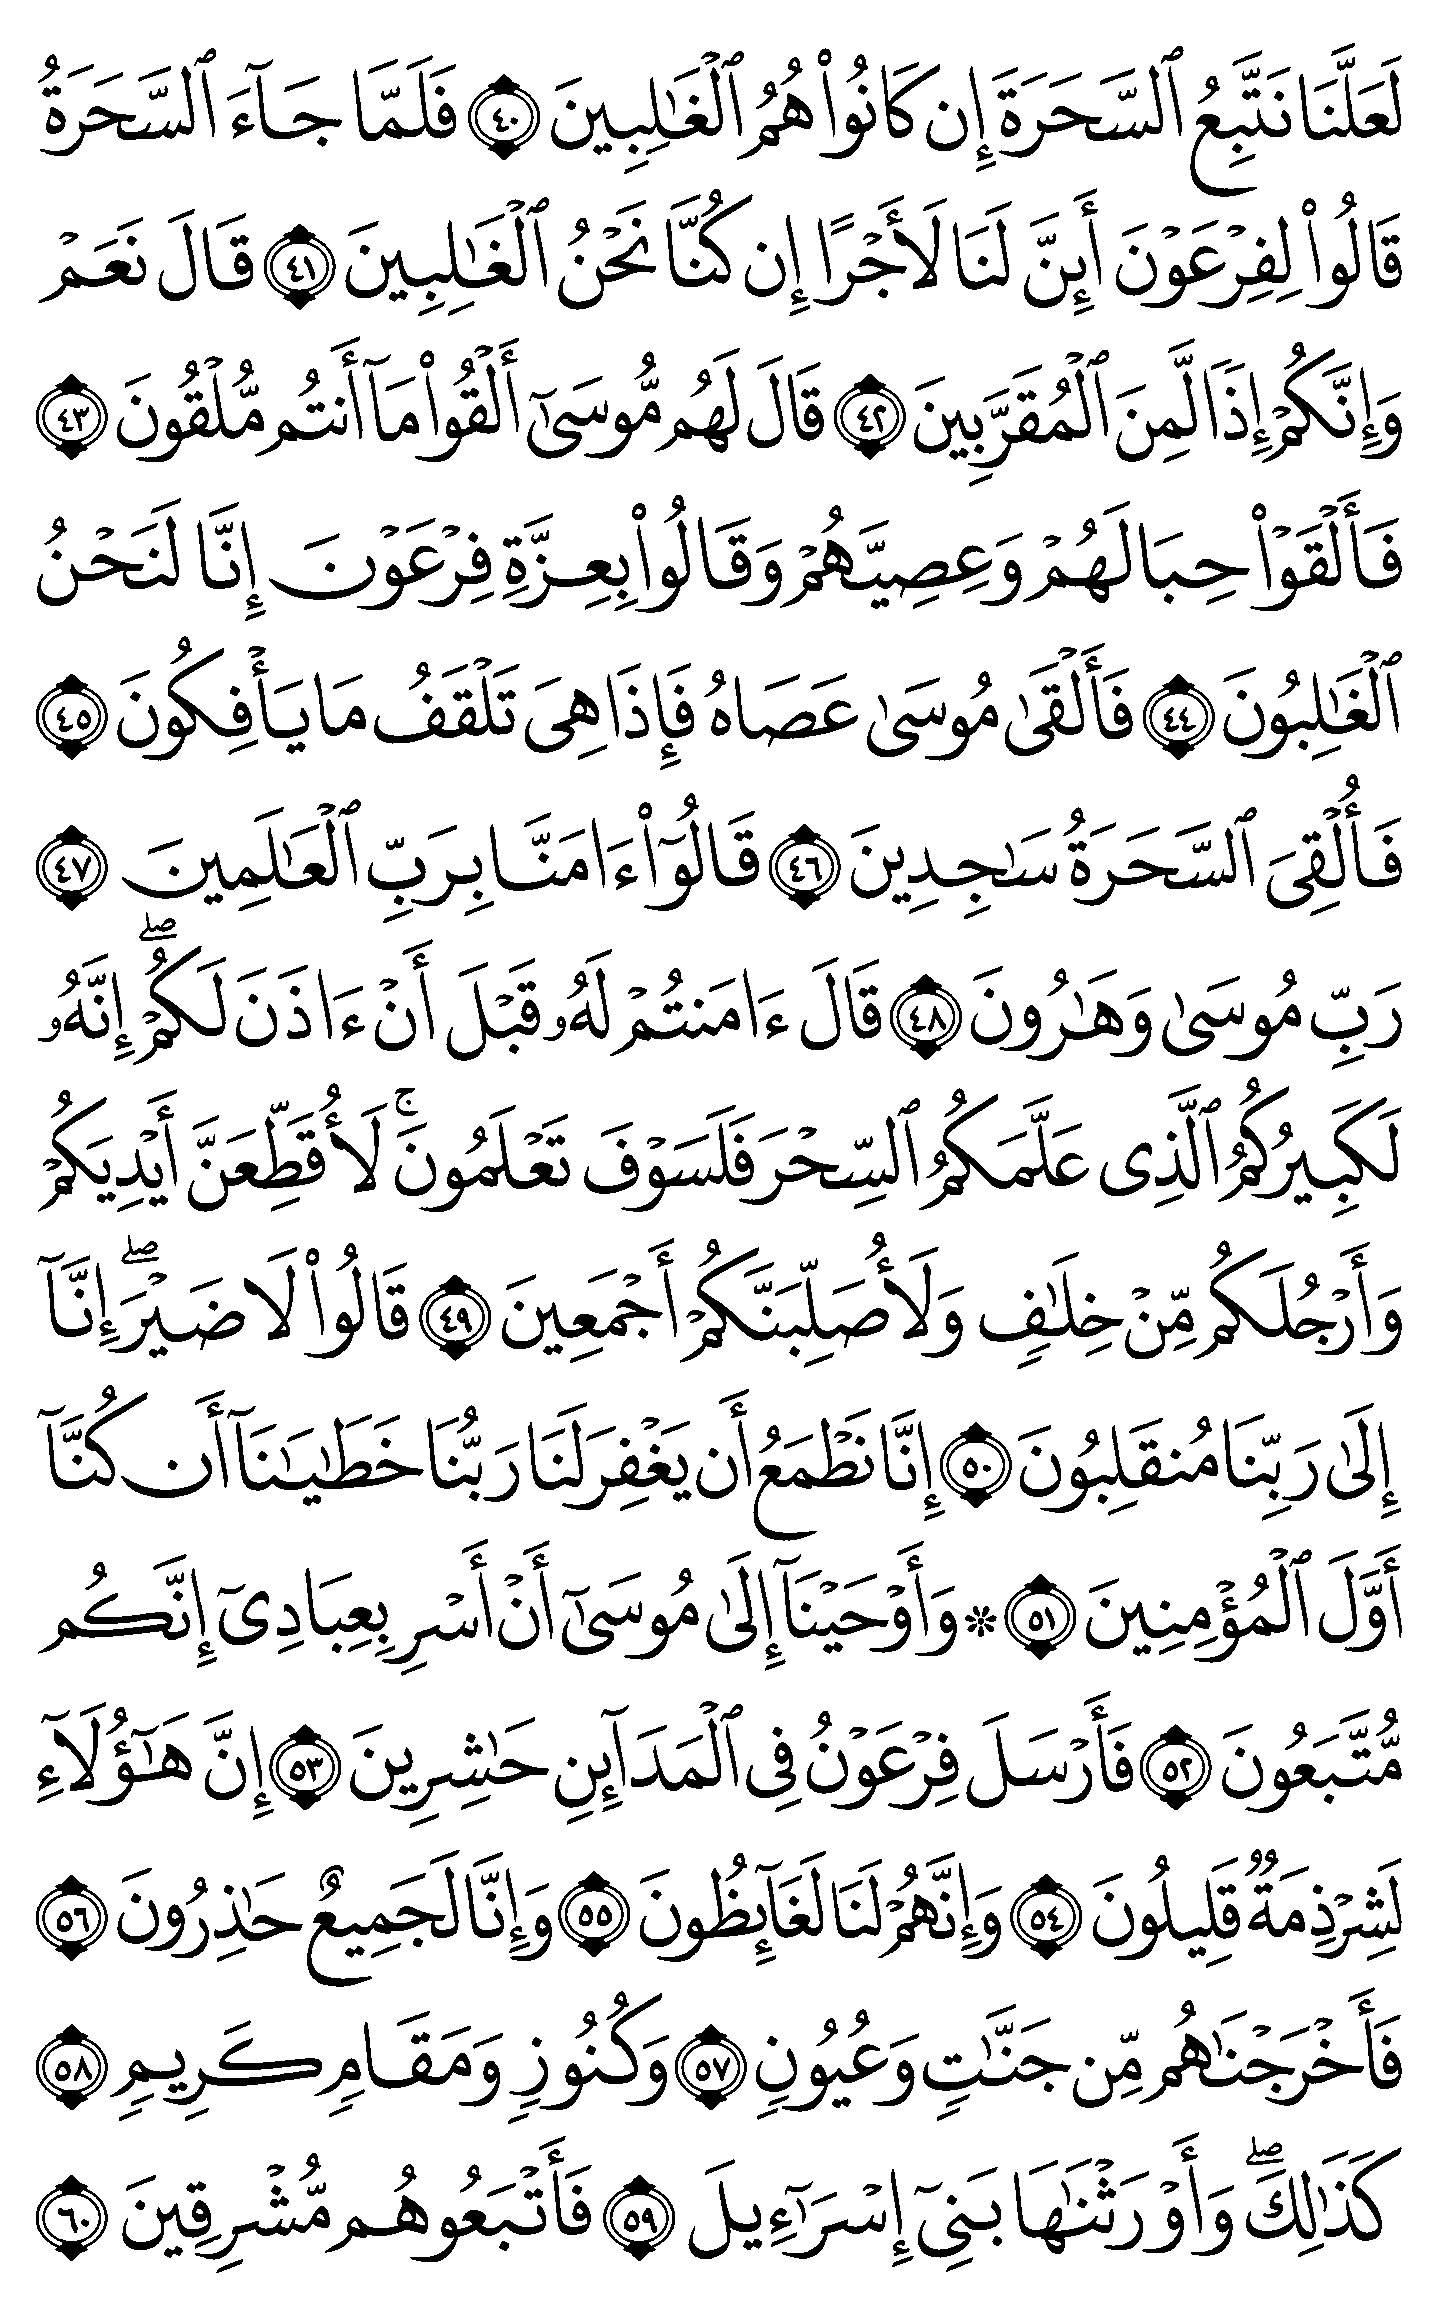 لَعَلَّنَا نَتَّبِعُ ٱلسَّحَرَةَ إِن كَانُوا۟ هُمُ ٱلْغَـٰلِبِينَ ٤٠ فَلَمَّا جَآءَ ٱلسَّحَرَةُ
قَالُوا۟ لِفِرْعَوْنَ أَئِنَّ لَنَا لَأَجْرًا إِن كُنَّا نَحْنُ ٱلْغَـٰلِبِينَ ٤١ قَالَ نَعَمْ
وَإِنَّكُمْ إِذًا لَّمِنَ ٱلْمُقَرَّبِينَ ٤٢ قَالَ لَهُم مُّوسَىٰٓ أَلْقُوا۟ مَآ أَنتُم مُّلْقُونَ ٤٣
فَأَلْقَوْا۟ حِبَالَهُمْ وَعِصِيَّهُمْ وَقَالُوا۟ بِعِزَّةِ فِرْعَوْنَ إِنَّا لَنَحْنُ
ٱلْغَـٰلِبُونَ ٤٤ فَأَلْقَىٰ مُوسَىٰ عَصَاهُ فَإِذَا هِىَ تَلْقَفُ مَا يَأْفِكُونَ ٤٥
فَأُلْقِىَ ٱلسَّحَرَةُ سَـٰجِدِينَ ٤٦ قَالُوٓا۟ ءَامَنَّا بِرَبِّ ٱلْعَـٰلَمِينَ ٤٧
رَبِّ مُوسَىٰ وَهَـٰرُونَ ٤٨ قَالَ ءَامَنتُمْ لَهُۥ قَبْلَ أَنْ ءَاذَنَ لَكُمْ ۖ إِنَّهُۥ
لَكَبِيرُكُمُ ٱلَّذِى عَلَّمَكُمُ ٱلسِّحْرَ فَلَسَوْفَ تَعْلَمُونَ ۚ لَأُقَطِّعَنَّ أَيْدِيَكُمْ
وَأَرْجُلَكُم مِّنْ خِلَـٰفٍ وَلَأُصَلِّبَنَّكُمْ أَجْمَعِينَ ٤٩ قَالُوا۟ لَا ضَيْرَ ۖ إِنَّآ
إِلَىٰ رَبِّنَا مُنقَلِبُونَ ٥٠ إِنَّا نَطْمَعُ أَن يَغْفِرَ لَنَا رَبُّنَا خَطَـٰيَـٰنَآ أَن كُنَّآ
أَوَّلَ ٱلْمُؤْمِنِينَ ٥١ ۞ وَأَوْحَيْنَآ إِلَىٰ مُوسَىٰٓ أَنْ أَسْرِ بِعِبَادِىٓ إِنَّكُم
مُّتَّبَعُونَ ٥٢ فَأَرْسَلَ فِرْعَوْنُ فِى ٱلْمَدَآئِنِ حَـٰشِرِينَ ٥٣ إِنَّ هَـٰٓؤُلَآءِ
لَشِرْذِمَةٌ قَلِيلُونَ ٥٤ وَإِنَّهُمْ لَنَا لَغَآئِظُونَ ٥٥ وَإِنَّا لَجَمِيعٌ حَـٰذِرُونَ ٥٦
فَأَخْرَجْنَـٰهُم مِّن جَنَّـٰتٍ وَعُيُونٍ ٥٧ وَكُنُوزٍ وَمَقَامٍ كَرِيمٍ ٥٨
كَذَٰلِكَ ۖ وَأَوْرَثْنَـٰهَا بَنِىٓ إِسْرَٰٓءِيلَ ٥٩ فَأَتْبَعُوهُم مُّشْرِقِينَ ٦٠